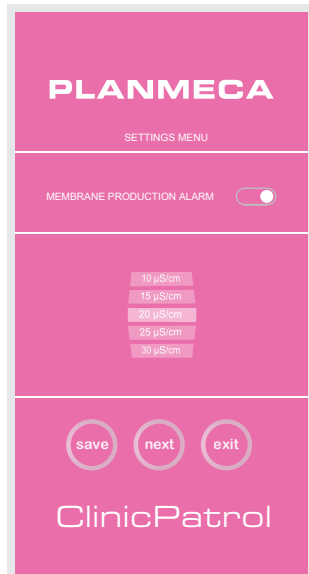 PLANMECA
SETTINGS MENU
MEMBRANE PRODUCTION ALARM
10 µS/cm
15 µS/cm
20 µS/cm
25 µS/cm
30 µS/cm
save next exit
ClinicPatrol